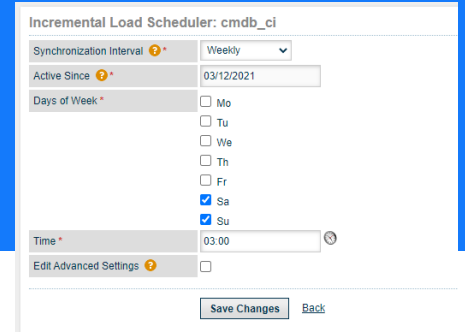 Incremental Load Scheduler: cmdb_ci
Synchronization Interval ? * Weekly
Active Since ? * 03/12/2021
Days of Week * Mo
Tu
We
Th
Fr
Sa
Su
Time * 03:00
Edit Advanced Settings ?
Save Changes Back